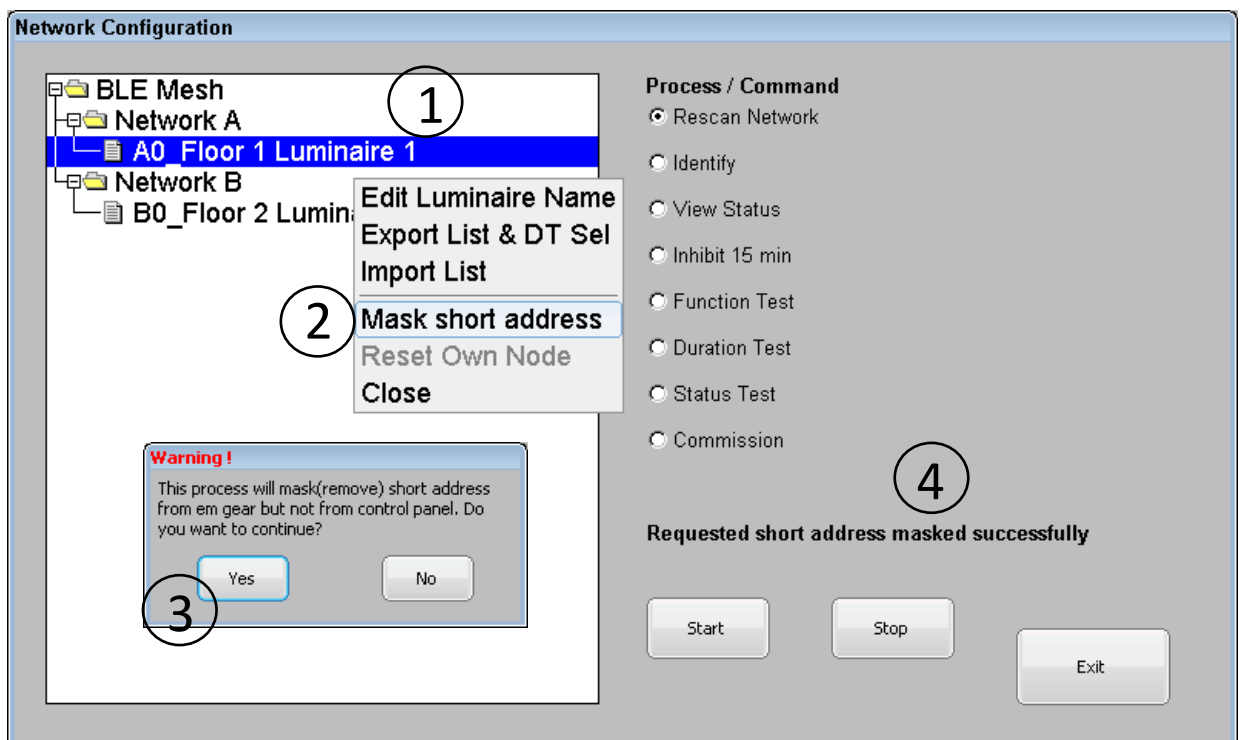 Network Configuration
BLE Mesh
Network A
A0_Floor 1 Luminaire 1
Network B
B0_Floor 2
1
Edit Luminaire Name
Export List & DT Sel
Import List
Mask short address
Reset Own Node
Close
2
Warning !
This process will mask(remove) short address
from em gear but not from control panel. Do
you want to continue?
Yes
No
3
Process / Command
Rescan Network
Identify
View Status
Inhibit 15 min
Function Test
Duration Test
Status Test
Commission
4
Requested short address masked successfully
Start
Stop
Exit